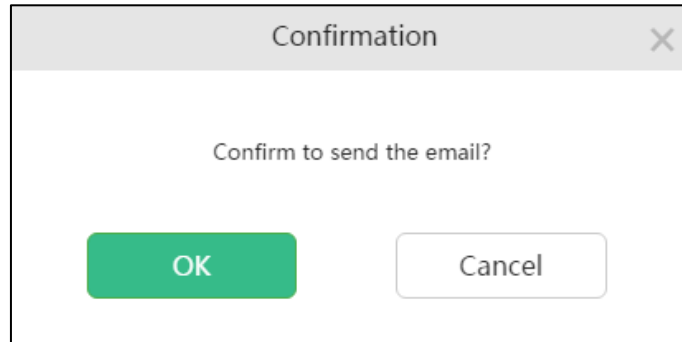 Confirmation
Confirm to send the email?
OK
Cancel